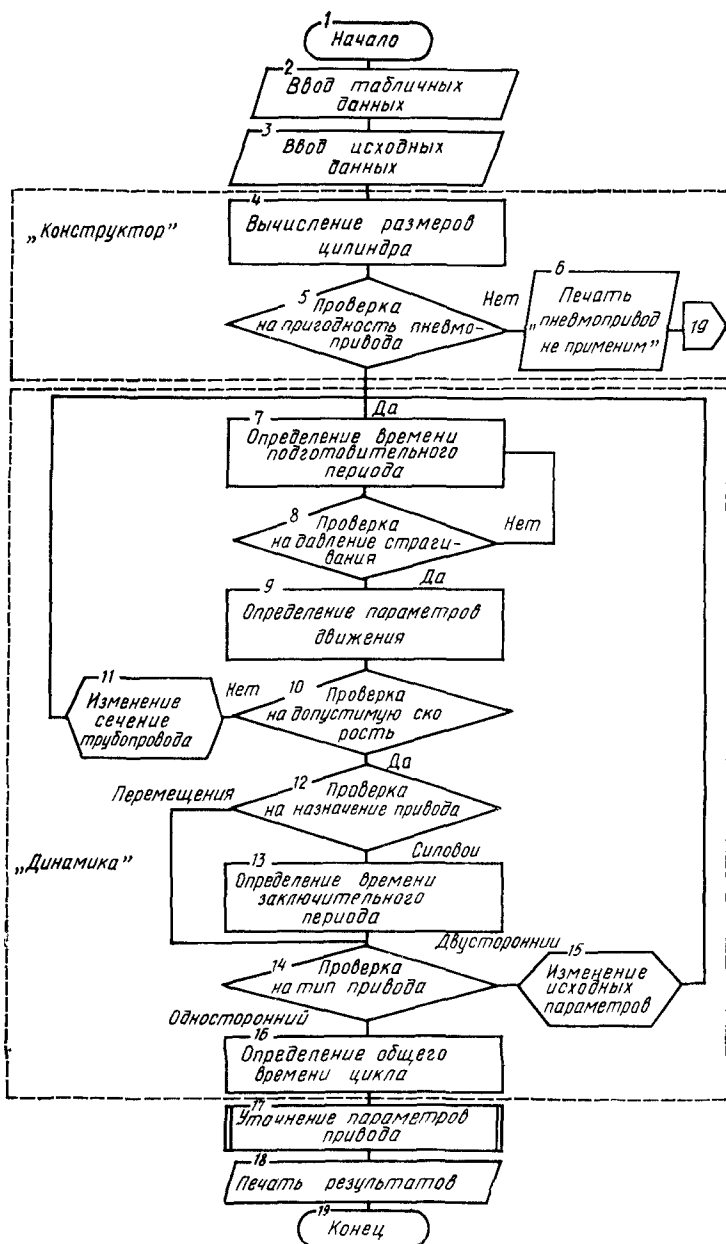 1
Начало
2
Ввод табличных
данных
3
Ввод исходных
данных
„Конструктор”
4
Вычисление размеров
цилиндра
5 Проверка
на пригодность пневмо-
привода
Нет
6
Печать
„пневмопривод
не применим”
19
Да
7
Определение времени
подготовительного
периода
8 Проверка
на давление страги-
вания
Нет
Да
9
Определение параметров
движения
10 Проверка
на допустимую ско
рость
Нет
11
Изменение
сечение
трубопровода
Да
12
Проверка
на назначение привода
Перемещения
Силовой
„Динамика”
13
Определение времени
заключительного
периода
Двусторонний
14 Проверка
на тип привода
15
Изменение
исходных
параметров
Односторонний
16
Определение общего
времени цикла
17
Уточнение параметров
привода
18
Печать результатов
19
Конец